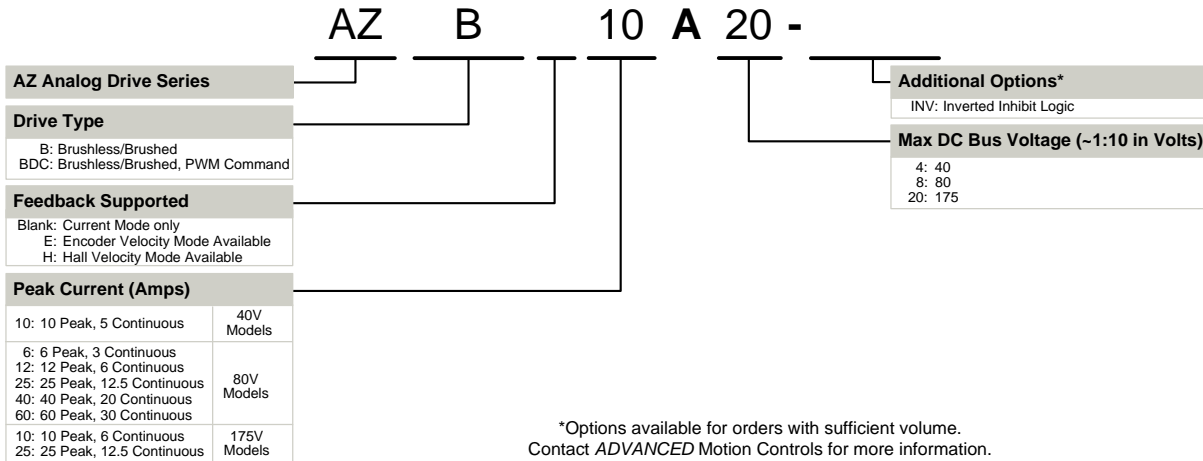 AZ B 10 A 20 -
AZ Analog Drive Series
Drive Type
B: Brushless/Brushed
BDC: Brushless/Brushed, PWM Command
Feedback Supported
Blank: Current Mode only
E: Encoder Velocity Mode Available
H: Hall Velocity Mode Available
Peak Current (Amps)
10: 10 Peak, 5 Continuous
40V
Models
6: 6 Peak, 3 Continuous
12: 12 Peak, 6 Continuous
25: 25 Peak, 12.5 Continuous
40: 40 Peak, 20 Continuous
60: 60 Peak, 30 Continuous
80V
Models
10: 10 Peak, 6 Continuous
25: 25 Peak, 12.5 Continuous
175V
Models
Additional Options*
INV: Inverted Inhibit Logic
Max DC Bus Voltage (~1:10 in Volts)
4: 40
8: 80
20: 175
*Options available for orders with sufficient volume.
Contact ADVANCED Motion Controls for more information.